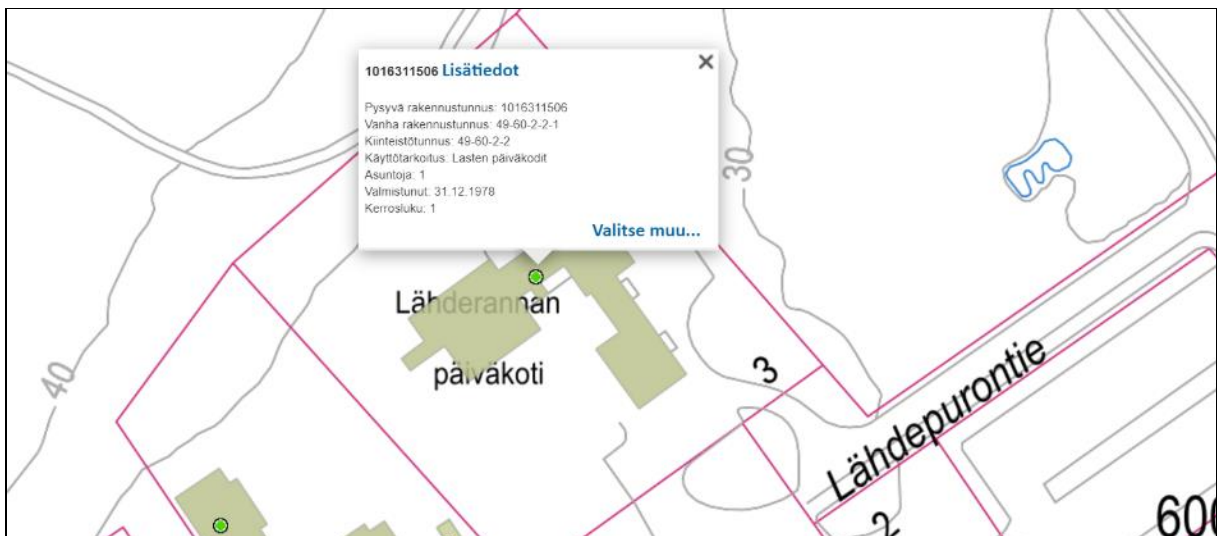 1016311506 Lisätiedot
Pysyvä rakennustunnus: 1016311506
Vanha rakennustunnus: 49-60-2-2-1
Kiinteistötunnus: 49-60-2-2
Käyttötarkoitus: Lasten päiväkodit
Asuntoja: 1
Valmistunut: 31.12.1978
Kerrosluku: 1
Valitse muu...
30
Lähderannan
päiväkoti
40
3
Lähdepurontie
2